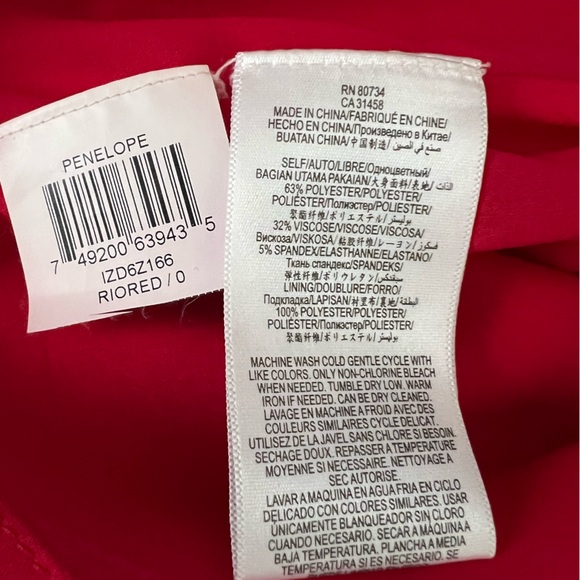 PENELOPE
7 49200 63943 5
IZD6Z166
RIORED / 0
RN 80734
CA 31458
MADE IN CHINA/FABRIQUÉ EN CHINE/
HECHO EN CHINA/Произведено в Китае/
BUATAN CHINA/中国制造/ صنع في الصين
SELF/AUTO/LIBRE/Одноцветный/
BAGIAN UTAMA PAKAIAN/大身面料/表地/ الذات
63% POLYESTER/POLYESTER/
POLIÉSTER/Полиэстер/POLIESTER/
聚酯纤维/ポリエステル/ بوليستر
32% VISCOSE/VISCOSE/VISCOSE/
Вискоза/VISKOSA/粘胶纤维/レーヨン/ فسكوز
5% SPANDEX/ELASTHANNE/ELASTANO/
Ткань спандекс/SPANDEKS/
弹性纤维/ポリウレタン/ سبندكس
LINING/DOUBLURE/FORRO/
Подкладка/LAPISAN/衬里布/裏地/ البطانة
100% POLYESTER/POLYESTER/
POLIÉSTER/Полиэстер/POLIESTER/
聚酯纤维/ポリエステル/ بوليستر
MACHINE WASH COLD GENTLE CYCLE WITH
LIKE COLORS. ONLY NON-CHLORINE BLEACH
WHEN NEEDED. TUMBLE DRY LOW. WARM
IRON IF NEEDED. CAN BE DRY CLEANED.
LAVAGE EN MACHINE A FROID AVEC DES
COULEURS SIMILAIRES CYCLE DELICAT.
UTILISEZ DE LA JAVEL SANS CHLORE SI BESOIN.
SECHAGE DOUX. REPASSER A TEMPERATURE
MOYENNE SI NECESSAIRE. NETTOYAGE A
SEC AUTORISE.
LAVAR A MAQUINA EN AGUA FRIA EN CICLO
DELICADO CON COLORES SIMILARES. USAR
ÚNICAMENTE BLANQUEADOR SIN CLORO
CUANDO NECESARIO. SECAR A MAQUINA A
BAJA TEMPERATURA. PLANCHA A MEDIA
TEMPERATURA SI ES NECESARIO. SE